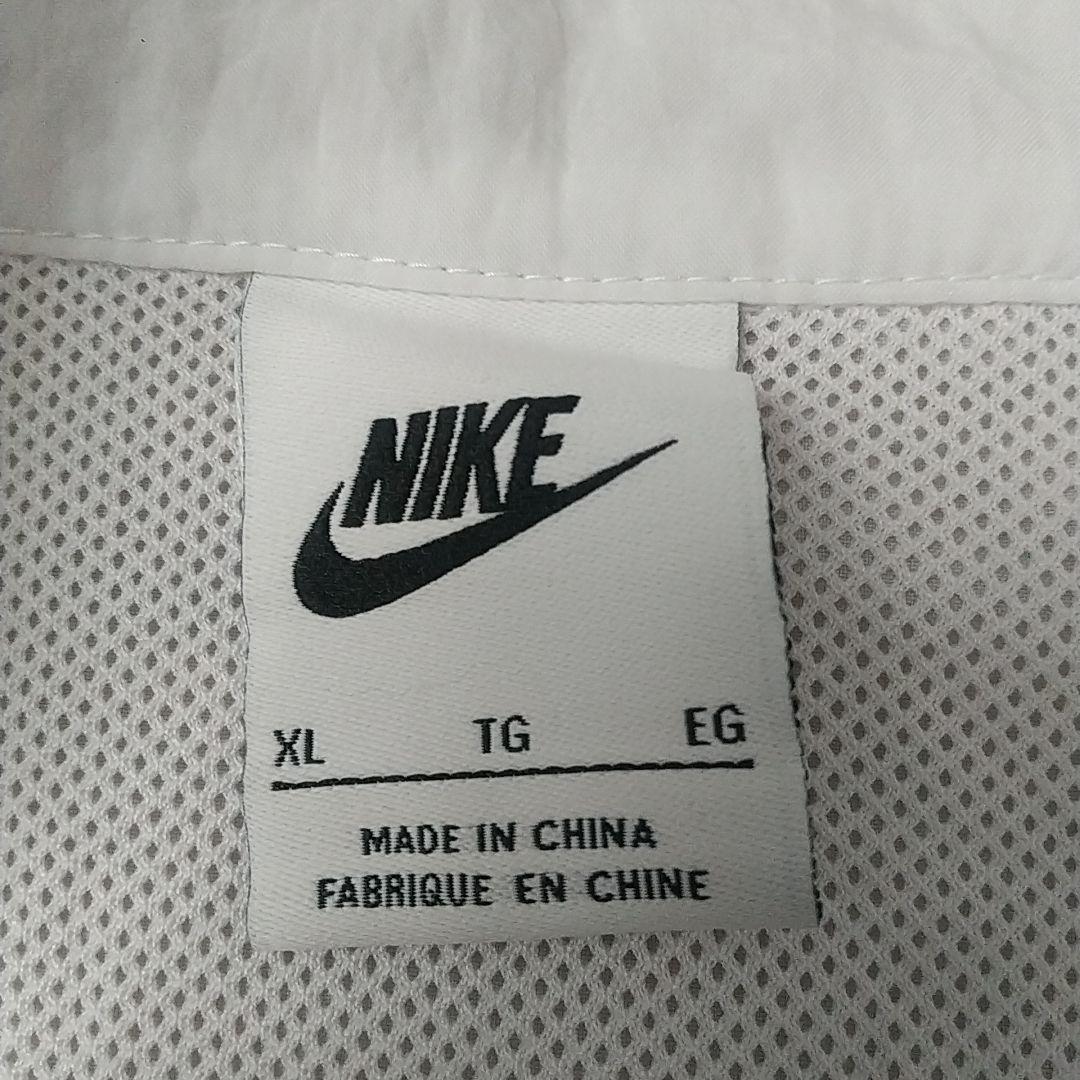 NIKE
XL TG EG
MADE IN CHINA
FABRIQUE EN CHINE